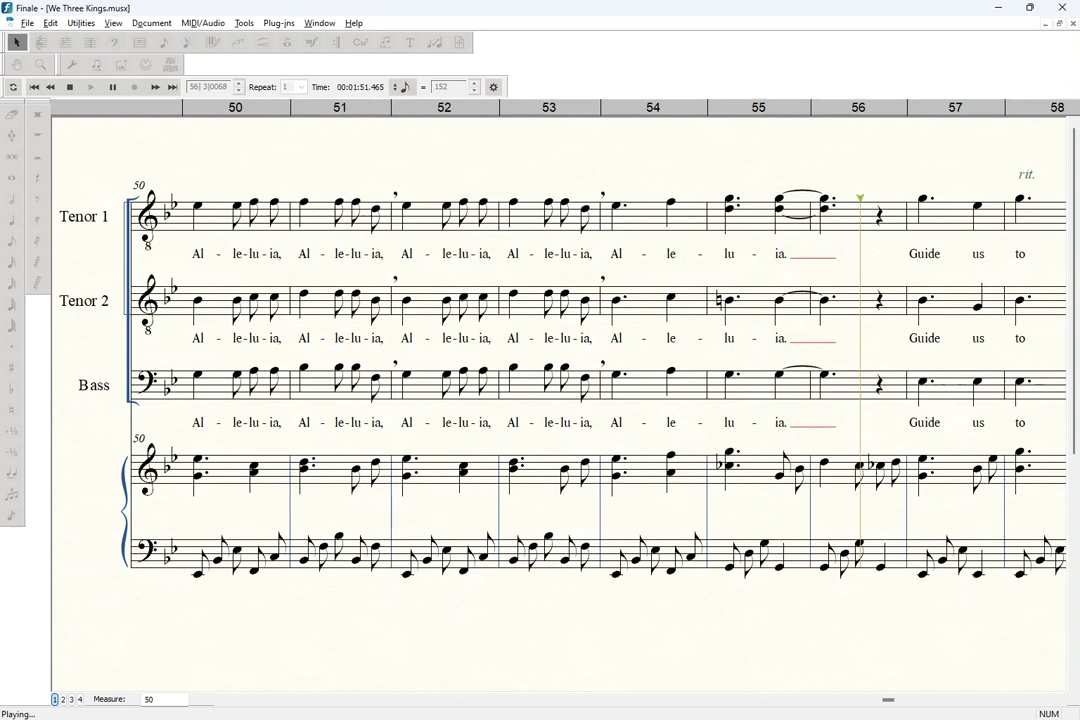 Finale - [We Three Kings.musx]
File Edit Utilities View Document MIDI/Audio Tools Plug-ins Window Help
56| 3|0068 Repeat: 1 Time: 00:01:51.465 = 152
50 51 52 53 54 55 56 57 58
rit.
50
Tenor 1
8
Al - le-lu-ia, Al - le-lu-ia, Al - le-lu-ia, Al - le-lu-ia, Al - le - lu - ia. Guide us to
Tenor 2
8
Al - le-lu-ia, Al - le-lu-ia, Al - le-lu-ia, Al - le-lu-ia, Al - le - lu - ia. Guide us to
Bass
Al - le-lu-ia, Al - le-lu-ia, Al - le-lu-ia, Al - le-lu-ia, Al - le - lu - ia. Guide us to
50
1 2 3 4 Measure: 50
Playing... NUM